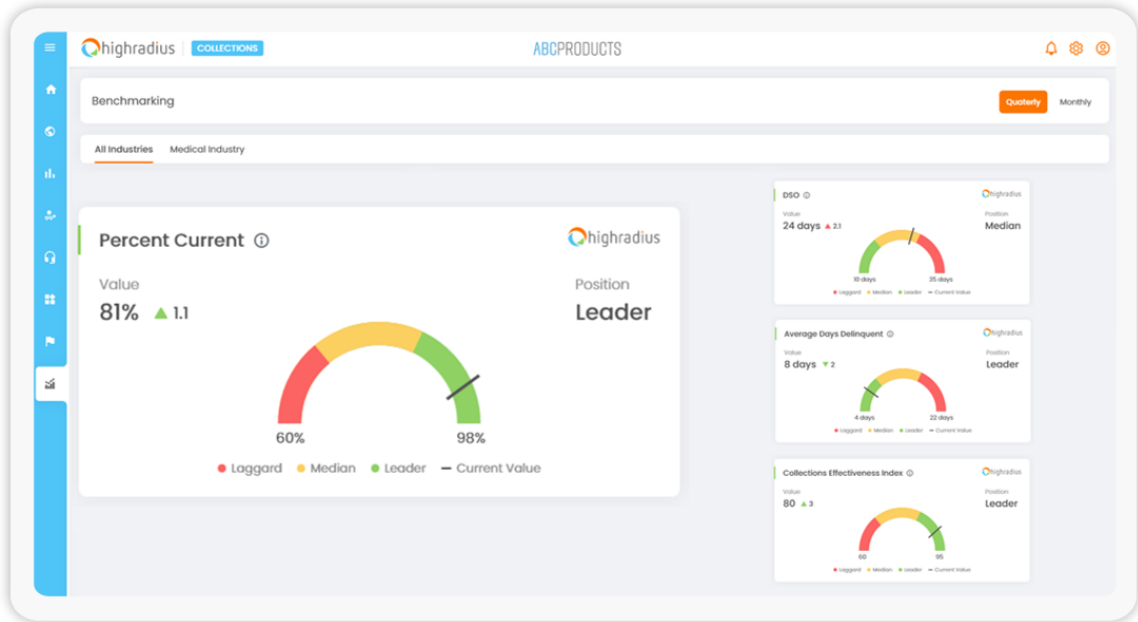 highradius COLLECTIONS
ABCPRODUCTS
Benchmarking
Quaterly Monthly
All Industries Medical Industry
Percent Current
highradius
Value
81% ▲ 1.1
Position
Leader
60% 98%
Laggard Median Leader Current Value
DSO
highradius
Value
24 days ▲ 2.1
Position
Median
10 days 35 days
Laggard Median Leader Current Value
Average Days Delinquent
highradius
Value
8 days ▼ 2
Position
Leader
4 days 22 days
Laggard Median Leader Current Value
Collections Effectiveness Index
highradius
Value
80 ▲ 3
Position
Leader
60 95
Laggard Median Leader Current Value